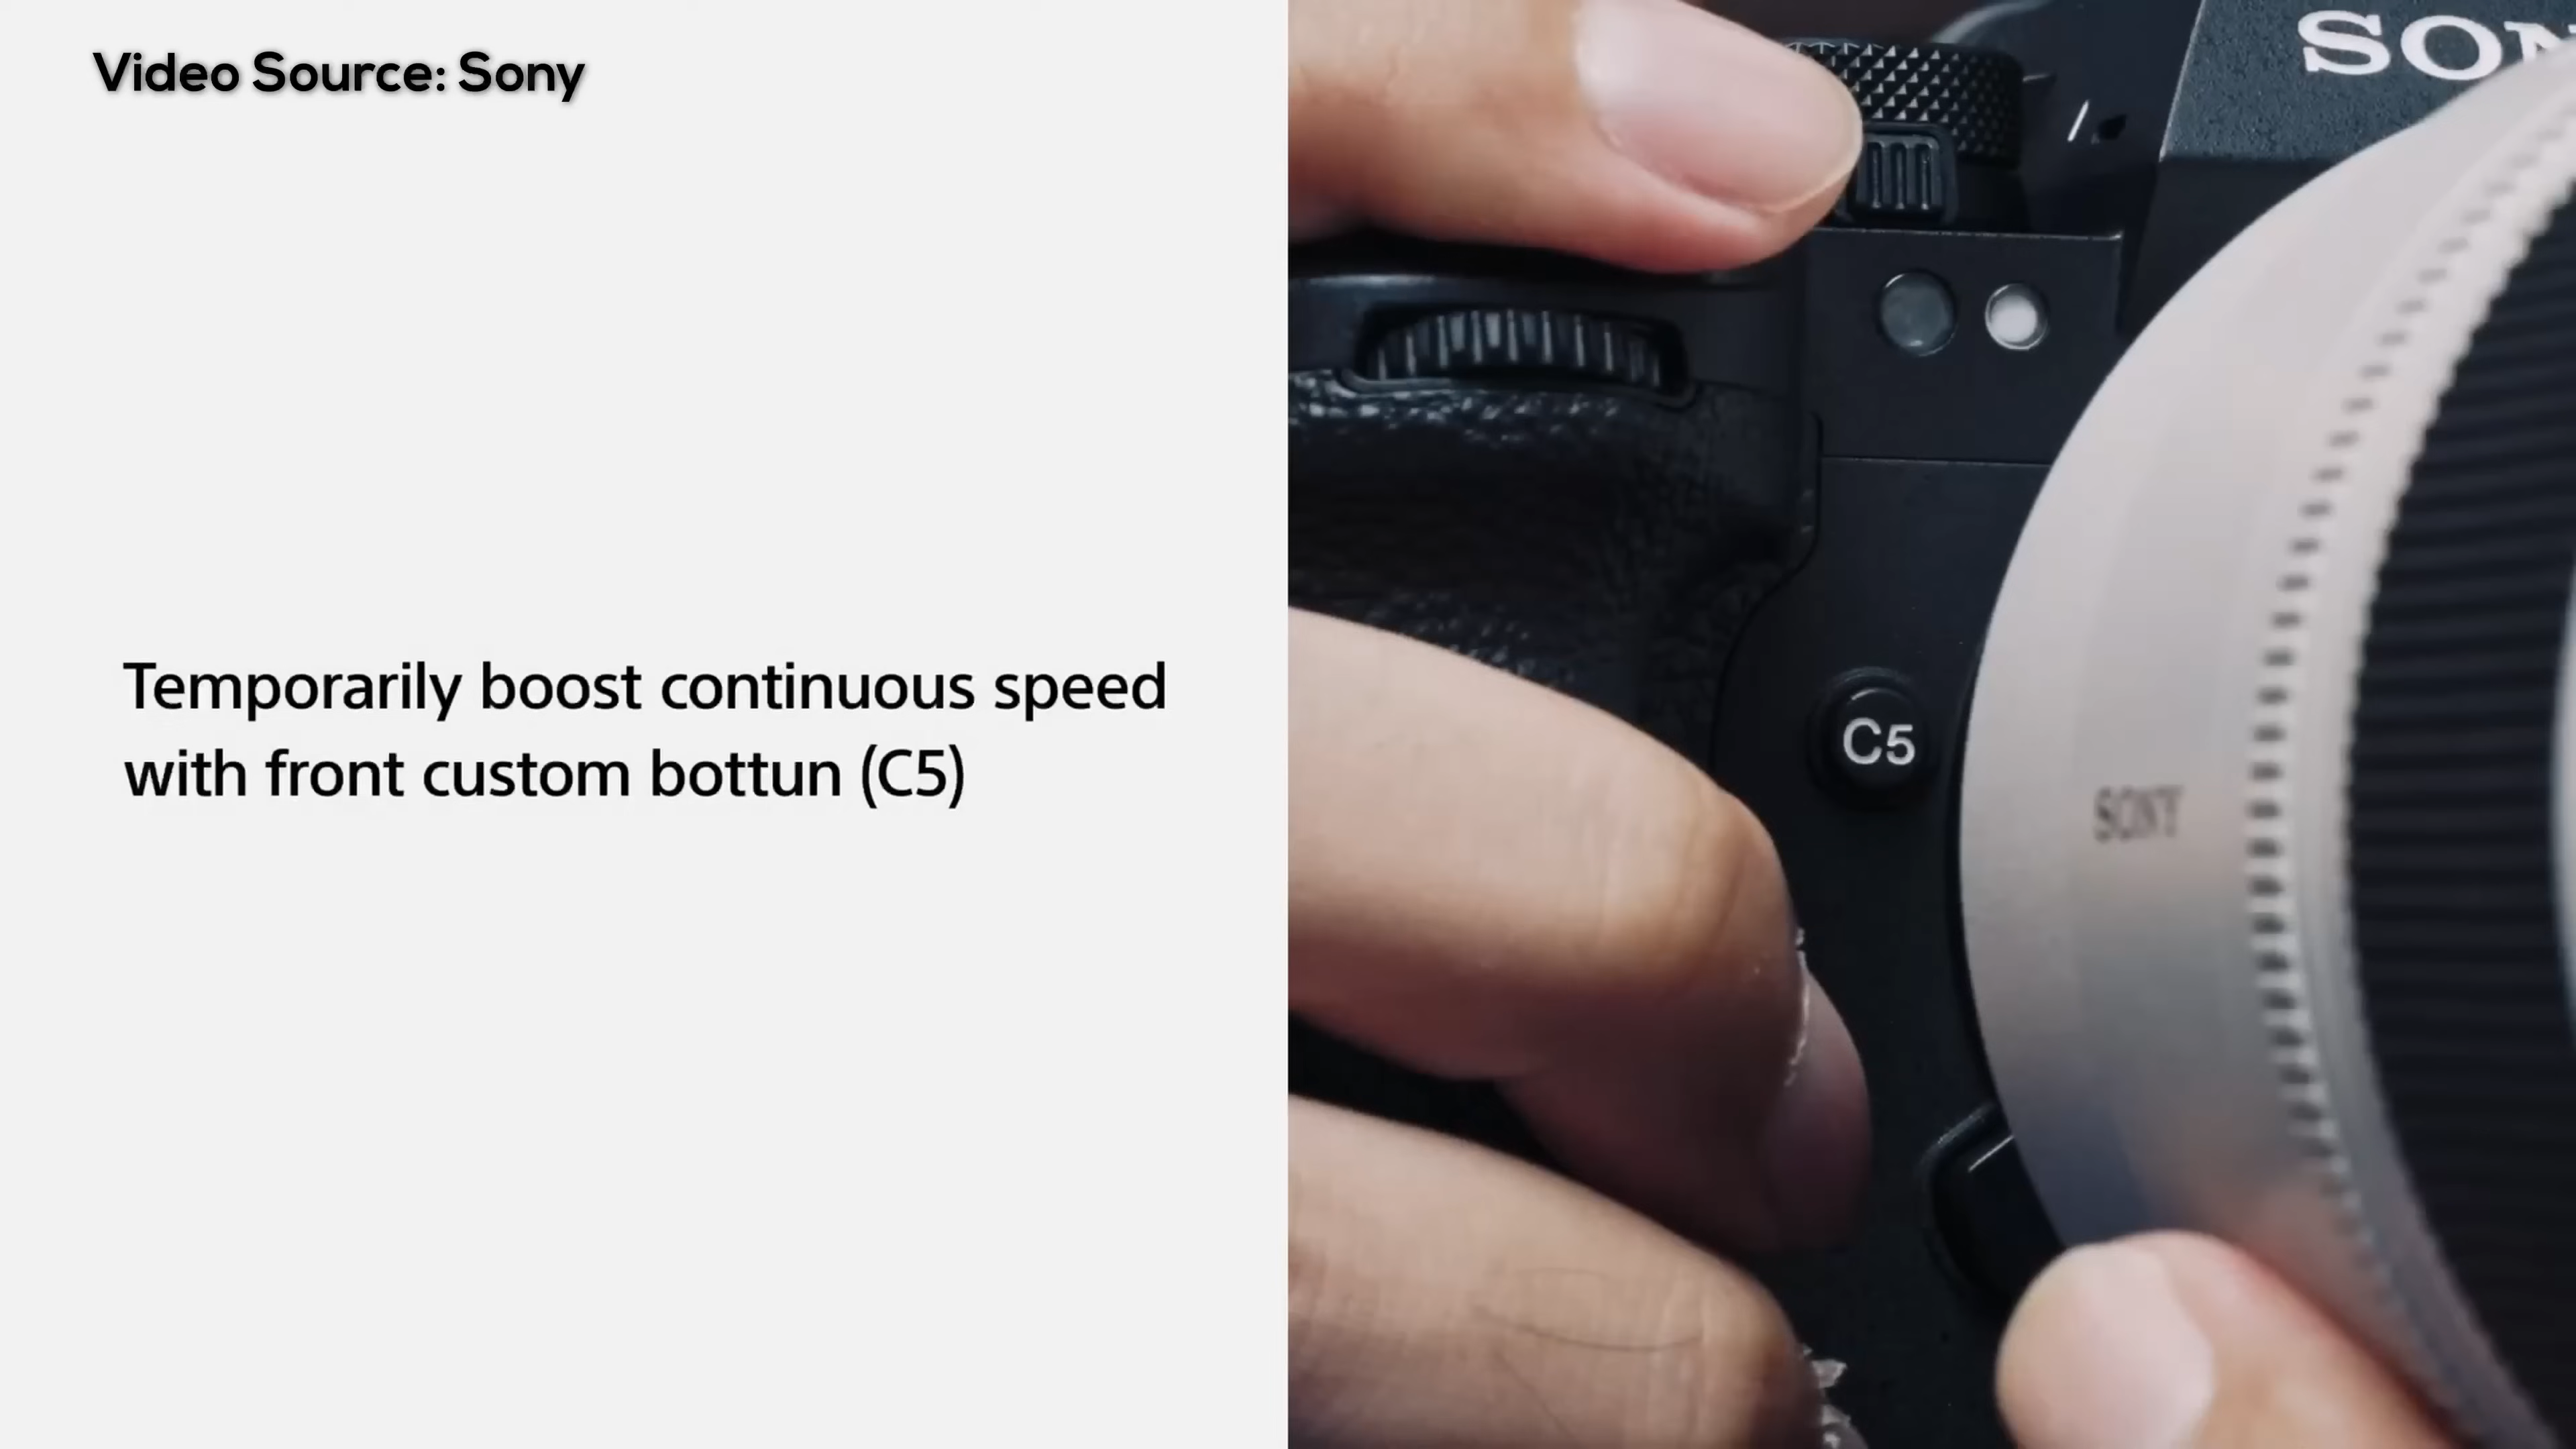 Video Source: Sony
Temporarily boost continuous speed
with front custom bottun (C5)
SON
C5
SONY